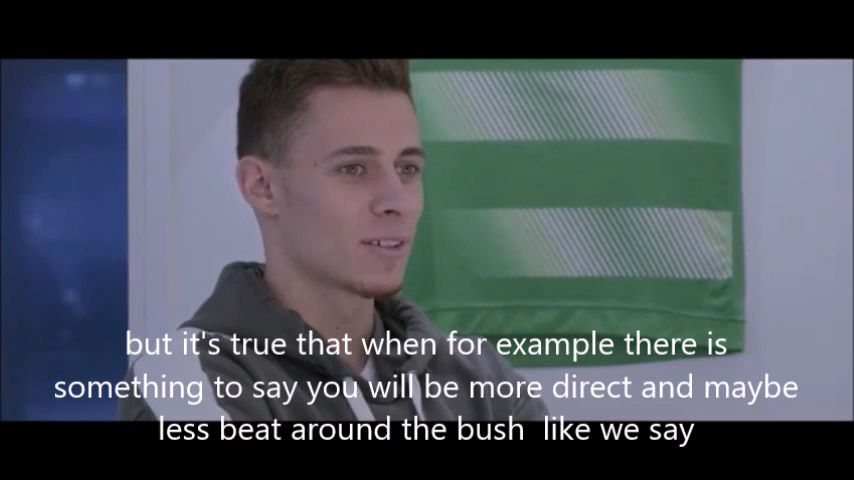 but it's true that when for example there is
something to say you will be more direct and maybe
less beat around the bush  like we say